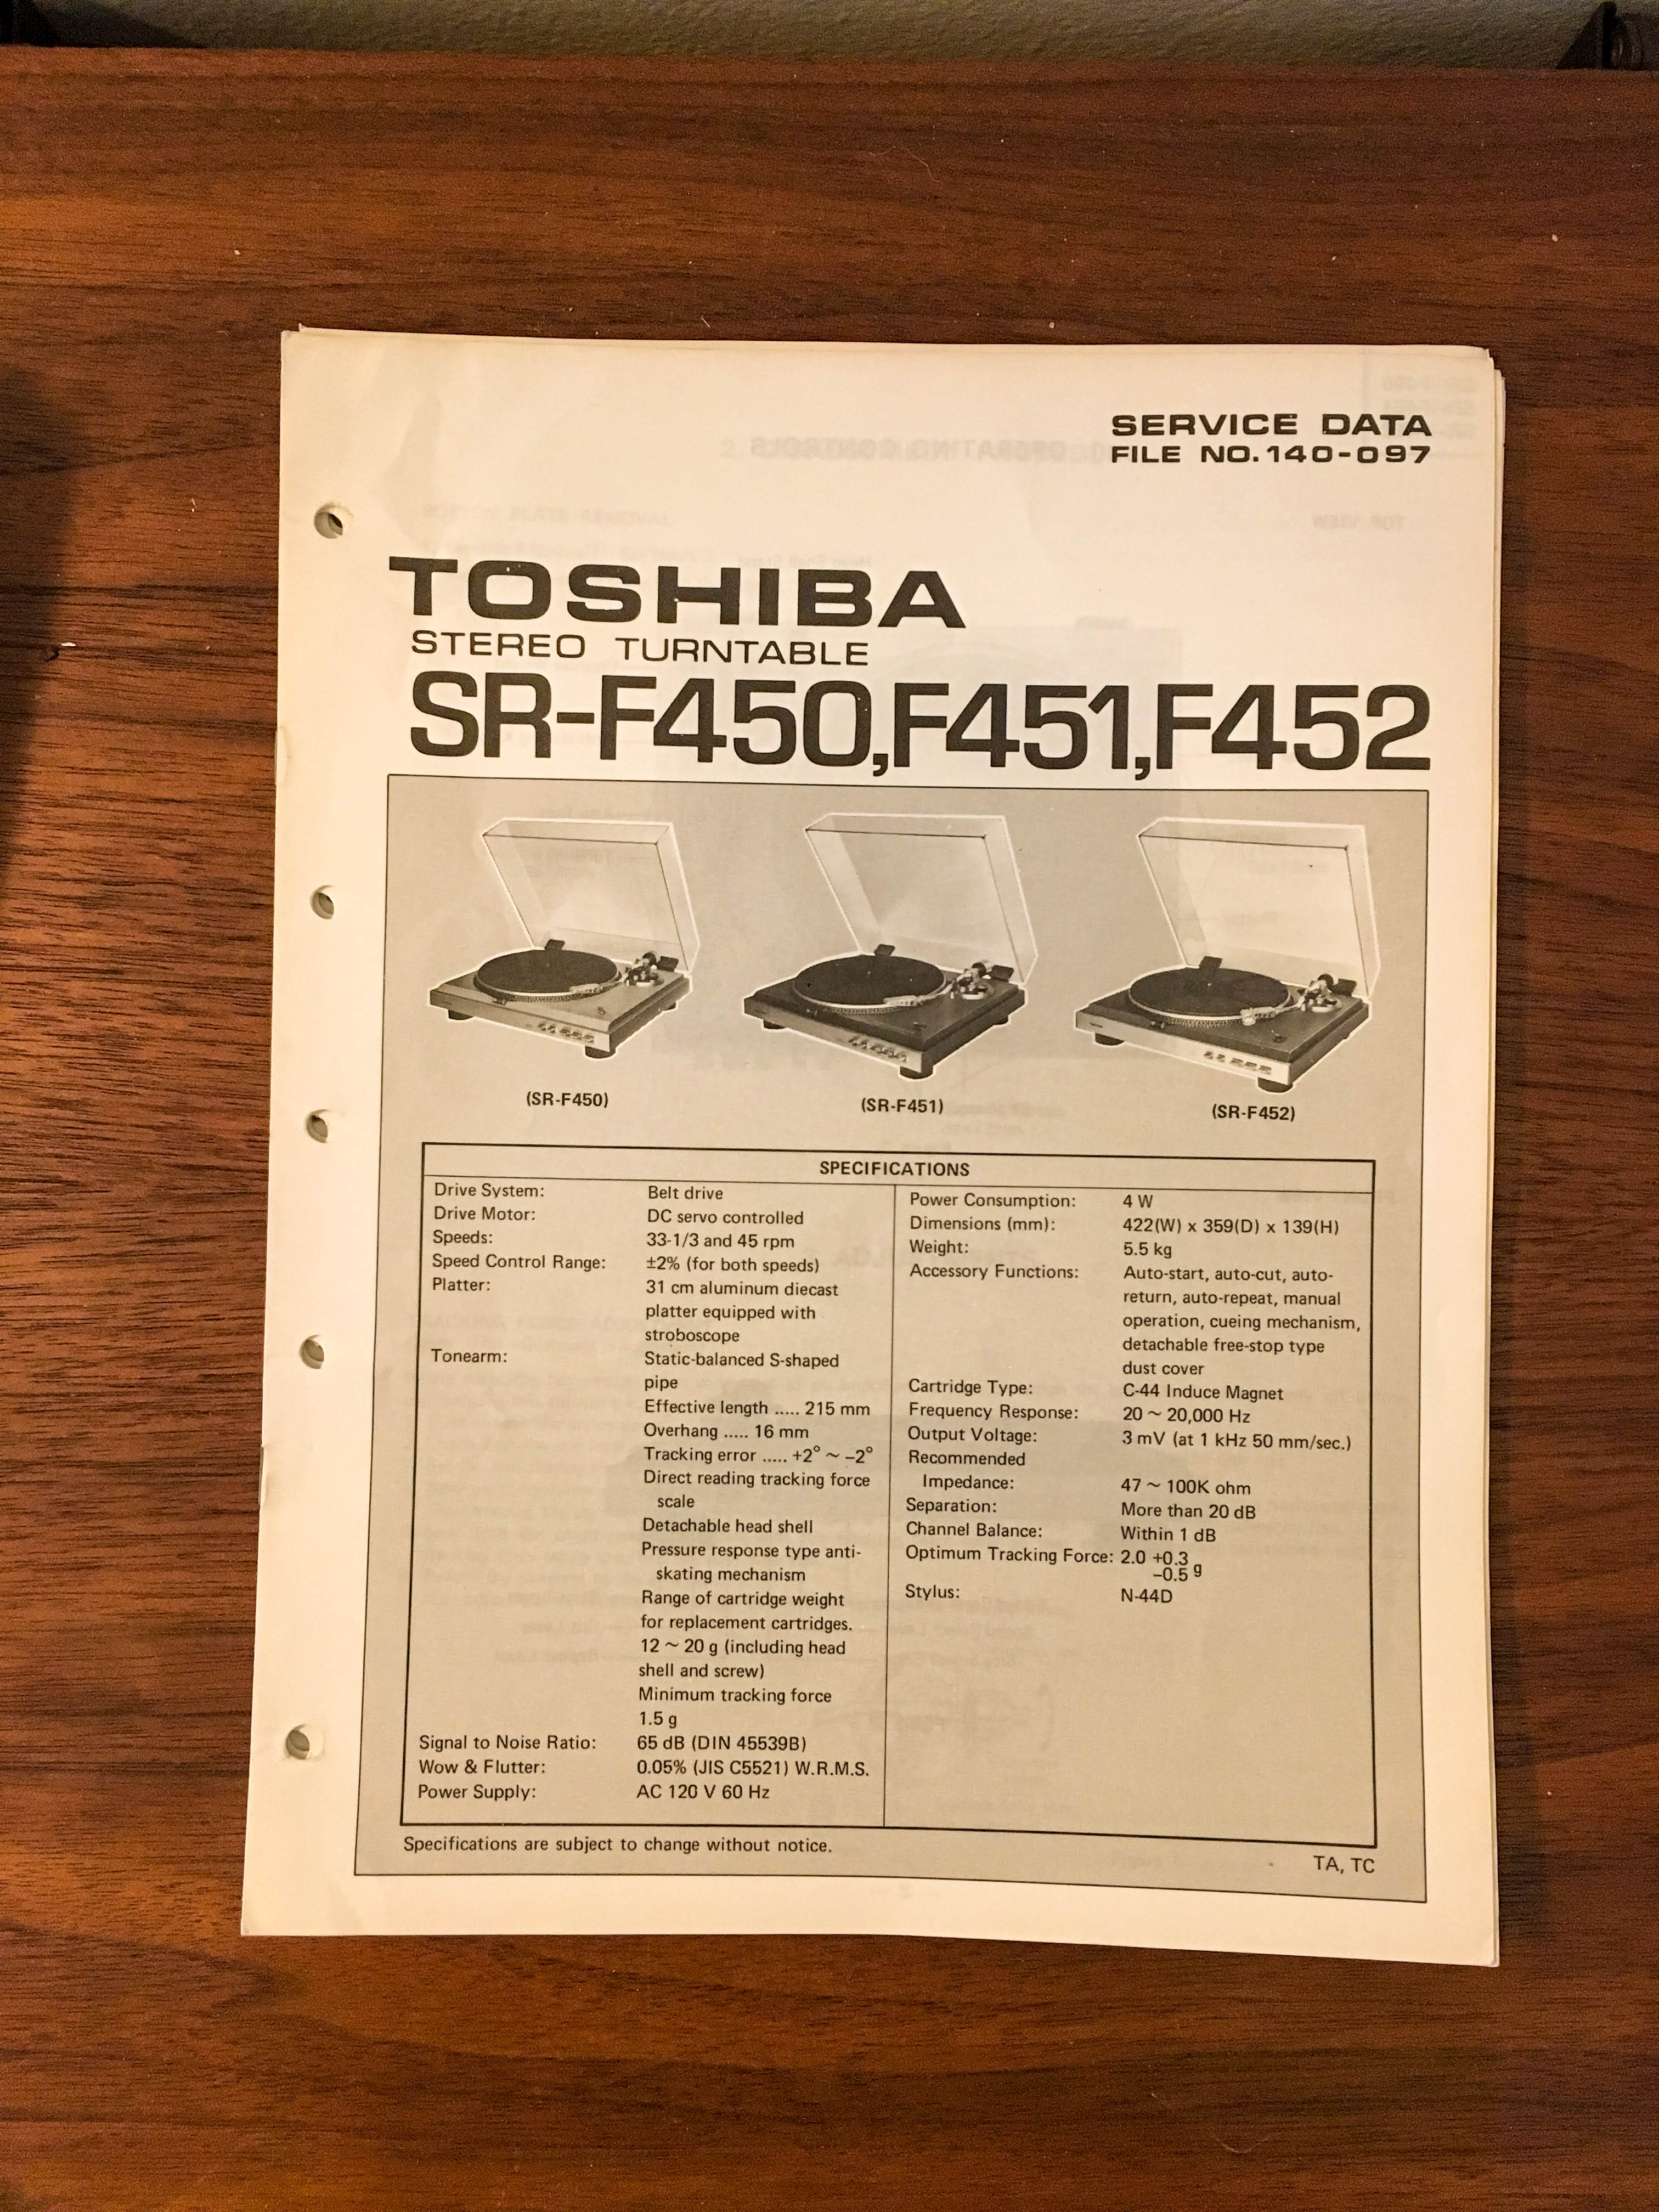 SERVICE DATA
FILE NO. 140-097
TOSHIBA
STEREO TURNTABLE
SR-F450,F451,F452
(SR-F450)
(SR-F451)
(SR-F452)
SPECIFICATIONS
Drive System: Belt drive
Drive Motor: DC servo controlled
Speeds: 33-1/3 and 45 rpm
Speed Control Range: ±2% (for both speeds)
Platter: 31 cm aluminum diecast
platter equipped with
stroboscope
Tonearm: Static-balanced S-shaped
pipe
Effective length ..... 215 mm
Overhang ..... 16 mm
Tracking error ..... +2° ~ −2°
Direct reading tracking force
scale
Detachable head shell
Pressure response type anti-
skating mechanism
Range of cartridge weight
for replacement cartridges.
12 ~ 20 g (including head
shell and screw)
Minimum tracking force
1.5 g
Signal to Noise Ratio: 65 dB (DIN 45539B)
Wow & Flutter: 0.05% (JIS C5521) W.R.M.S.
Power Supply: AC 120 V 60 Hz
Power Consumption: 4 W
Dimensions (mm): 422(W) x 359(D) x 139(H)
Weight: 5.5 kg
Accessory Functions: Auto-start, auto-cut, auto-
return, auto-repeat, manual
operation, cueing mechanism,
detachable free-stop type
dust cover
Cartridge Type: C-44 Induce Magnet
Frequency Response: 20 ~ 20,000 Hz
Output Voltage: 3 mV (at 1 kHz 50 mm/sec.)
Recommended
Impedance: 47 ~ 100K ohm
Separation: More than 20 dB
Channel Balance: Within 1 dB
Optimum Tracking Force: 2.0 +0.3
−0.5 g
Stylus: N-44D
Specifications are subject to change without notice.
TA, TC